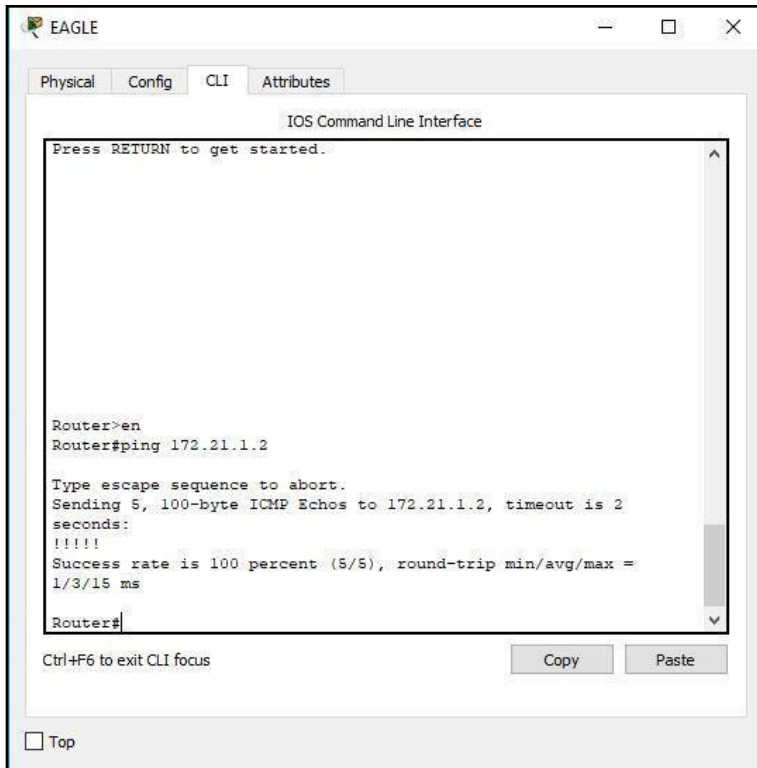 EAGLE
Physical Config CLI Attributes
IOS Command Line Interface
Press RETURN to get started.
Router>en
Router#ping 172.21.1.2
Type escape sequence to abort.
Sending 5, 100-byte ICMP Echos to 172.21.1.2, timeout is 2
seconds:
!!!!!
Success rate is 100 percent (5/5), round-trip min/avg/max =
1/3/15 ms
Router#
Ctrl+F6 to exit CLI focus
Copy Paste
Top